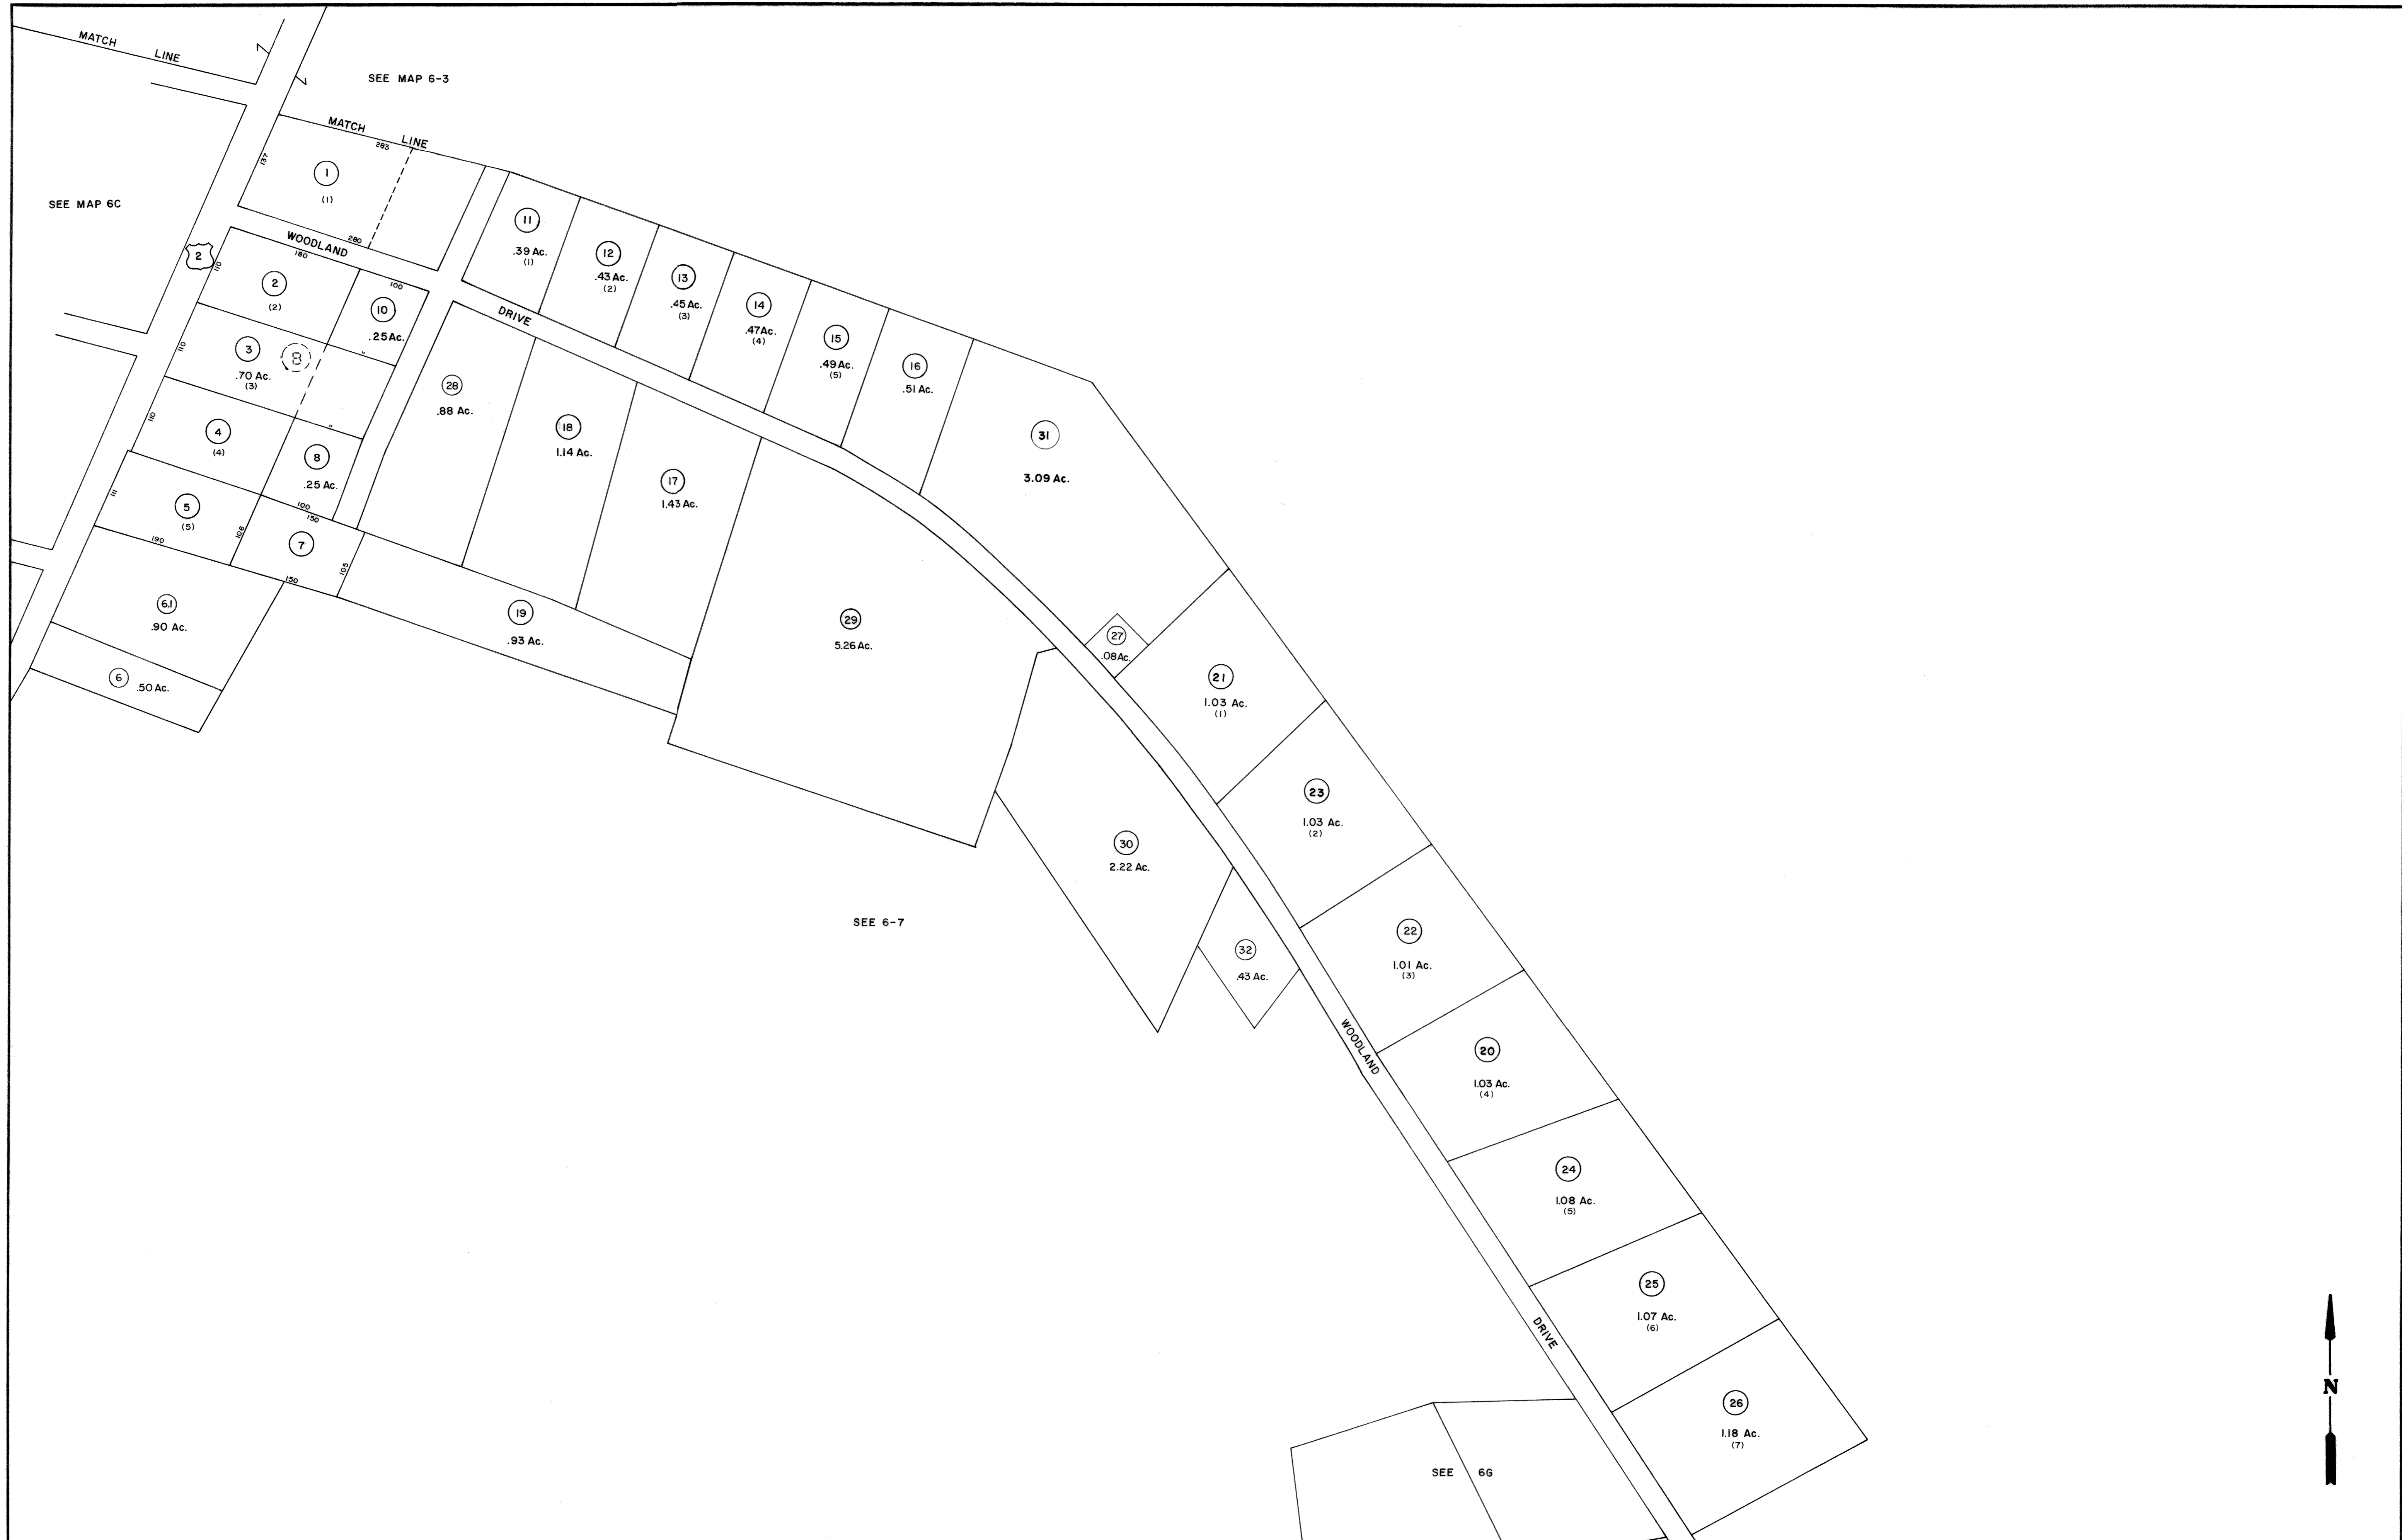 MATCH LINE
SEE MAP 6-3
MATCH LINE
283
137
1
(1)
SEE MAP 6C
280
WOODLAND
180
2
110
2
(2)
100
10
.25 Ac.
110
3
8
.70 Ac.
(3)
"
110
4
(4)
"
8
.25 Ac.
111
5
(5)
100
150
190
106
7
105
150
6.1
.90 Ac.
6
.50 Ac.
11
.39 Ac.
(1)
12
.43 Ac.
(2)
13
.45 Ac.
(3)
14
.47 Ac.
(4)
15
.49 Ac.
(5)
16
.51 Ac.
DRIVE
28
.88 Ac.
18
1.14 Ac.
17
1.43 Ac.
31
3.09 Ac.
19
.93 Ac.
29
5.26 Ac.
27
.08 Ac.
21
1.03 Ac.
(1)
23
1.03 Ac.
(2)
30
2.22 Ac.
SEE 6-7
32
.43 Ac.
22
1.01 Ac.
(3)
WOODLAND
20
1.03 Ac.
(4)
24
1.08 Ac.
(5)
25
1.07 Ac.
(6)
DRIVE
26
1.18 Ac.
(7)
SEE 6G
N